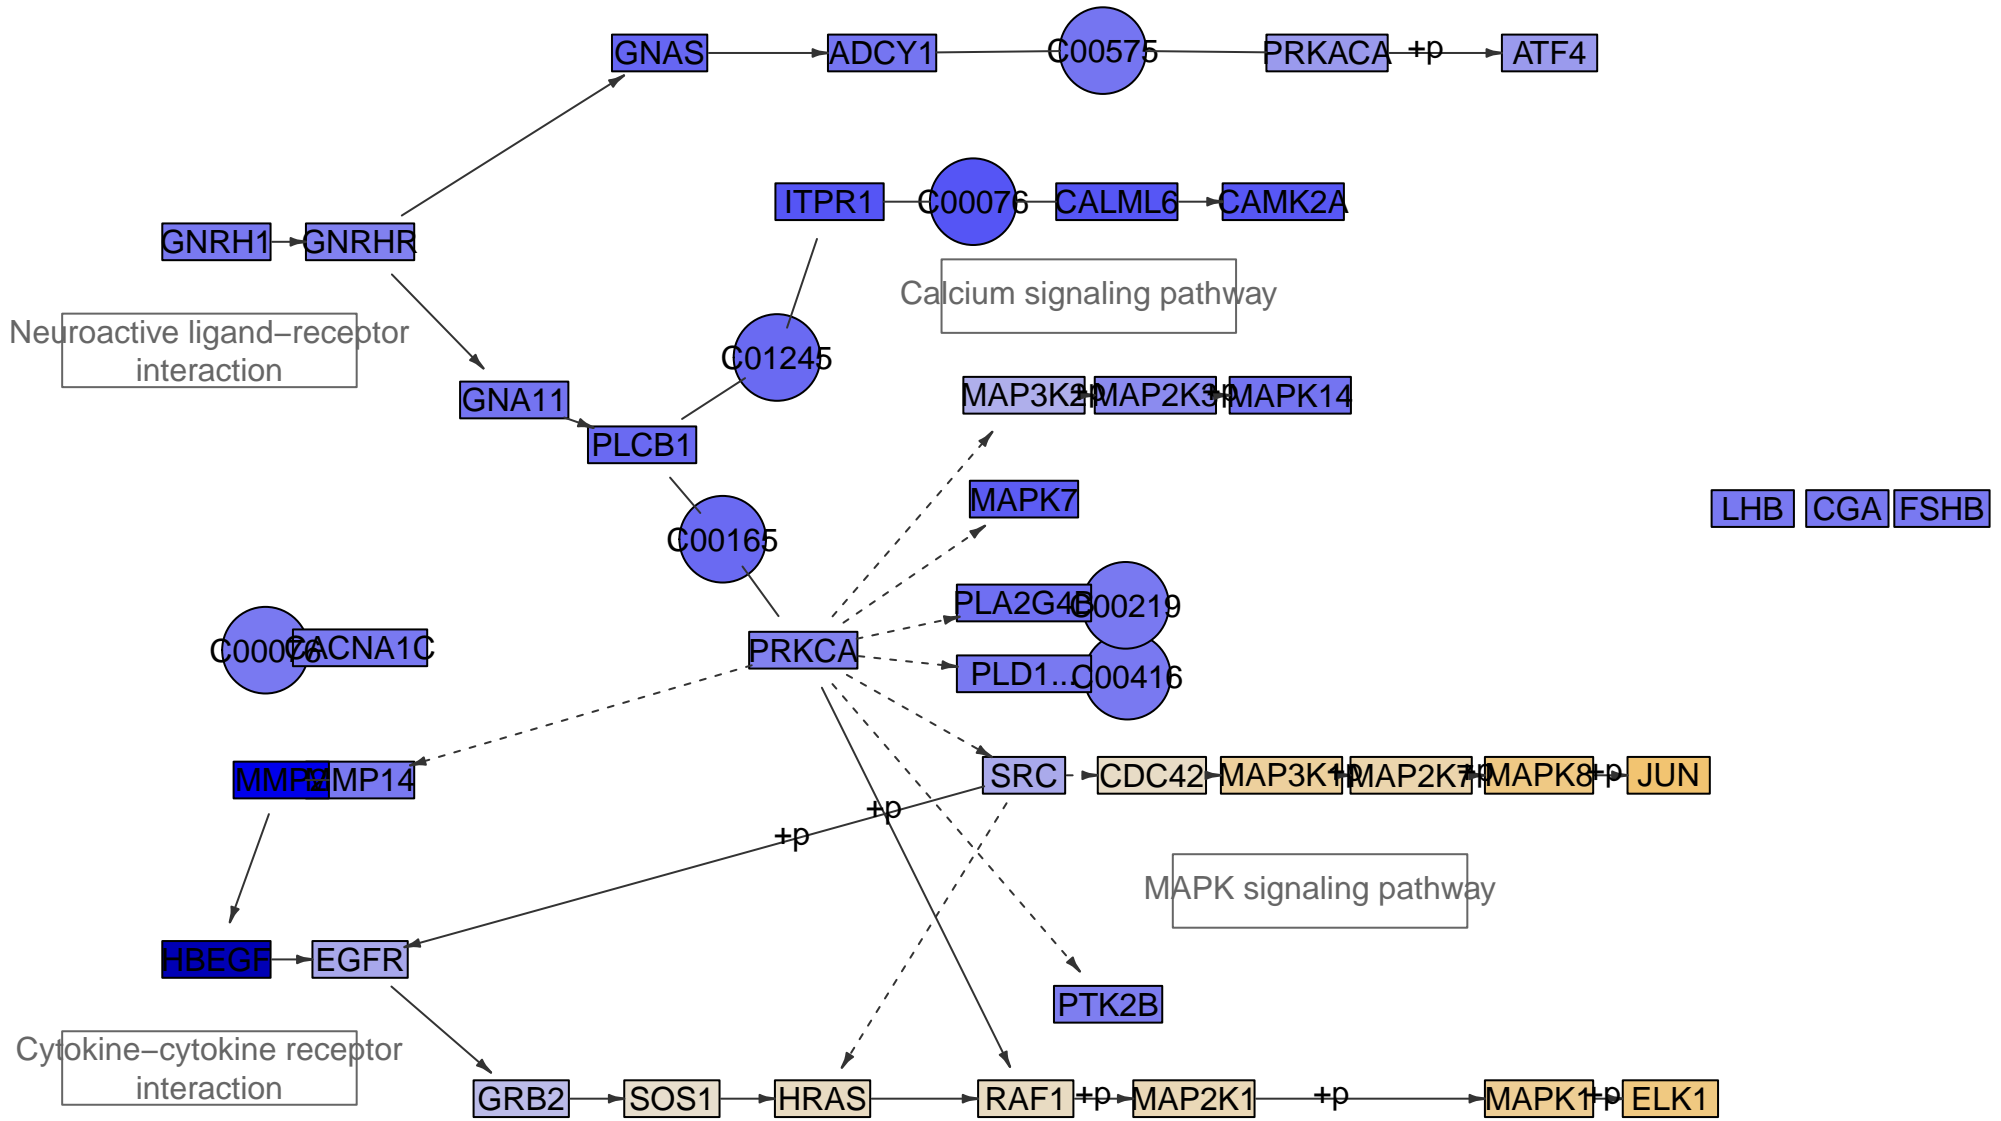 GNAS
ADCY1
C00575
PRKACA
+p
ATF4
ITPR1
C00076
CALML6
CAMK2A
GNRH1
GNRHR
Calcium signaling pathway
Neuroactive ligand–receptor
interaction
C01245
GNA11
PLCB1
MAP3K2
+p
MAP2K3
+p
MAPK14
MAPK7
LHB
CGA
FSHB
C00165
PLA2G4B
C00219
C00076
CACNA1C
PRKCA
PLD1...
C00416
MMP2
MMP14
SRC
CDC42
MAP3K1
+p
MAP2K7
+p
MAPK8
+p
JUN
+p
+p
MAPK signaling pathway
HBEGF
EGFR
PTK2B
Cytokine–cytokine receptor
interaction
GRB2
SOS1
HRAS
RAF1
+p
MAP2K1
+p
MAPK1
+p
ELK1